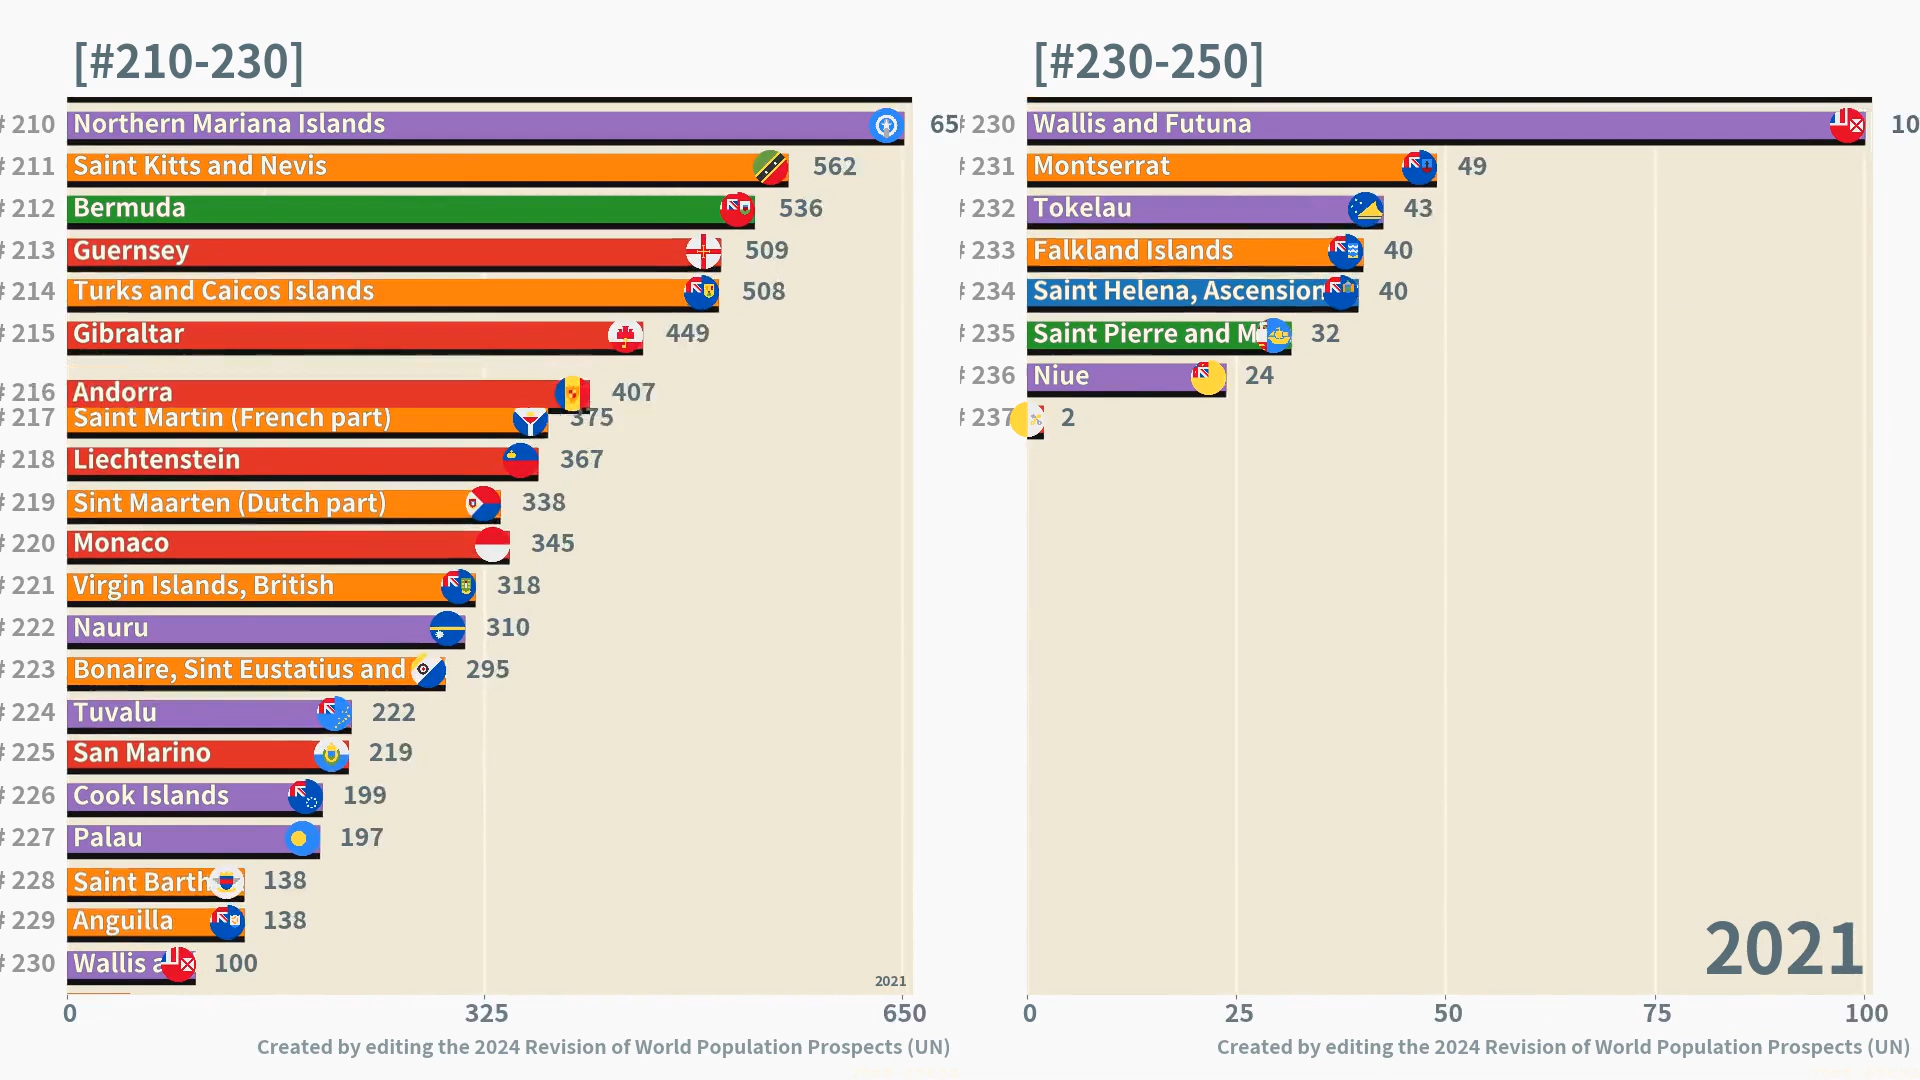 [#210-230]
# 210 Northern Mariana Islands 65
# 211 Saint Kitts and Nevis 562
# 212 Bermuda 536
# 213 Guernsey 509
# 214 Turks and Caicos Islands 508
# 215 Gibraltar 449
# 216 Andorra 407
# 217 Saint Martin (French part) 375
# 218 Liechtenstein 367
# 219 Sint Maarten (Dutch part) 338
# 220 Monaco 345
# 221 Virgin Islands, British 318
# 222 Nauru 310
# 223 Bonaire, Sint Eustatius and 295
# 224 Tuvalu 222
# 225 San Marino 219
# 226 Cook Islands 199
# 227 Palau 197
# 228 Saint Barth 138
# 229 Anguilla 138
# 230 Wallis a 100
2021
0 325 650
Created by editing the 2024 Revision of World Population Prospects (UN)
[#230-250]
# 230 Wallis and Futuna 10
# 231 Montserrat 49
# 232 Tokelau 43
# 233 Falkland Islands 40
# 234 Saint Helena, Ascension 40
# 235 Saint Pierre and M 32
# 236 Niue 24
# 237 2
2021
0 25 50 75 100
Created by editing the 2024 Revision of World Population Prospects (UN)